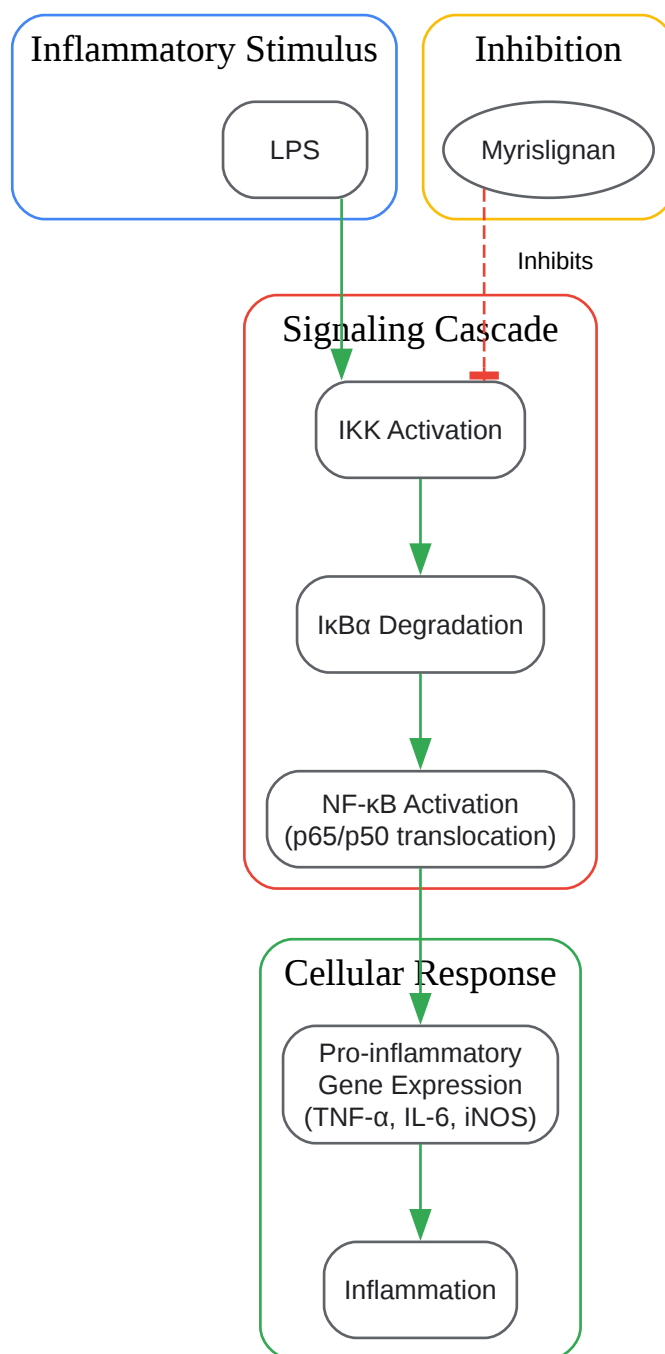 Inflammatory Stimulus
Inhibition
LPS
Myrislignan
Inhibits
Signaling Cascade
IKK Activation
IκBα Degradation
NF-κB Activation
(p65/p50 translocation)
Cellular Response
Pro-inflammatory
Gene Expression
(TNF-α, IL-6, iNOS)
Inflammation